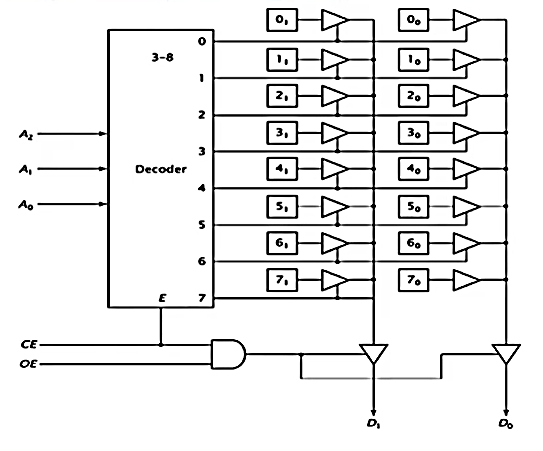 0₁ 0₀
3-8 0
1₁ 1₀
1
2₁ 2₀
2
A₂ 3₁ 3₀
3
A₁ Decoder 4₁ 4₀
4
A₀ 5₁ 5₀
5
6₁ 6₀
6
7₁ 7₀
E 7
CE
OE
D₁ D₀